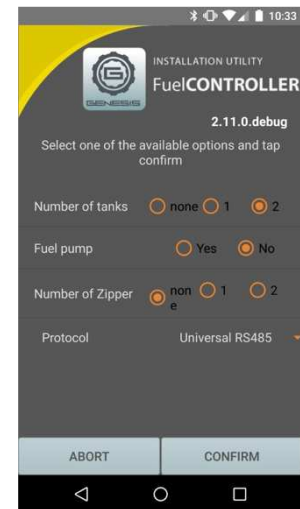 10:33
GENESIS
INSTALLATION UTILITY
FuelCONTROLLER
2.11.0.debug
Select one of the available options and tap
confirm
Number of tanks none 1 2
Fuel pump Yes No
Number of Zipper non 1 2
e
Protocol Universal RS485
ABORT CONFIRM